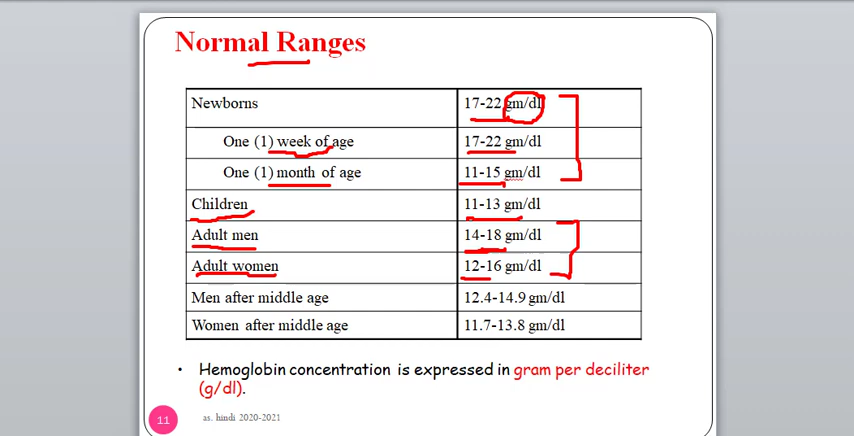 Normal Ranges
Newborns 17-22 gm/dl
One (1) week of age 17-22 gm/dl
One (1) month of age 11-15 gm/dl
Children 11-13 gm/dl
Adult men 14-18 gm/dl
Adult women 12-16 gm/dl
Men after middle age 12.4-14.9 gm/dl
Women after middle age 11.7-13.8 gm/dl
• Hemoglobin concentration is expressed in gram per deciliter
(g/dl).
11 as. hindi 2020-2021